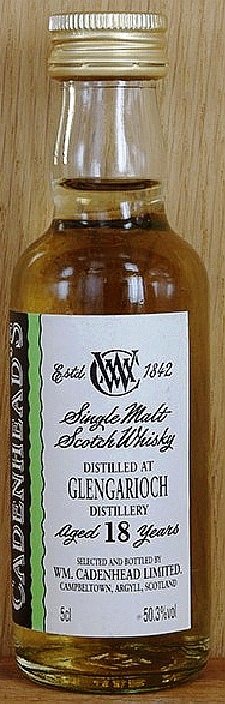 CADENHEAD'S
Estd WC 1842
Single Malt
Scotch Whisky
DISTILLED AT
GLENGARIOCH
DISTILLERY
Aged 18 Years
SELECTED AND BOTTLED BY
WM. CADENHEAD LIMITED.
CAMPBELTOWN, ARGYLL, SCOTLAND
5cl 50.3%vol